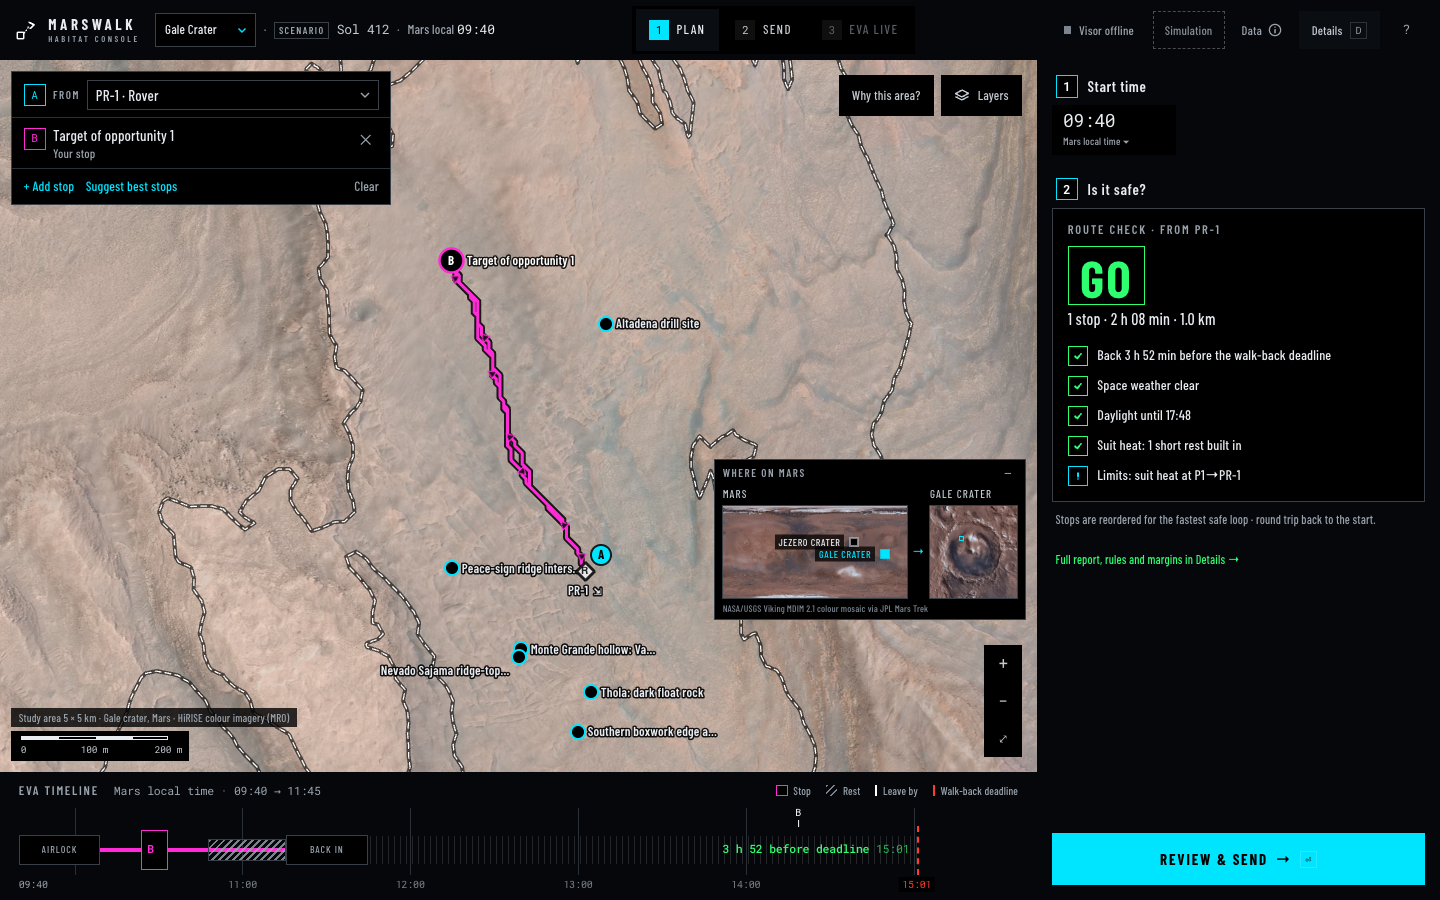 MARSWALK
HABITAT CONSOLE
Gale Crater
· SCENARIO Sol 412 · Mars local 09:40
1 PLAN
2 SEND
3 EVA LIVE
Visor offline
Simulation
Data
Details D
?
A FROM PR-1 · Rover
B Target of opportunity 1
Your stop
+ Add stop Suggest best stops Clear
Why this area?
Layers
B Target of opportunity 1
Altadena drill site
A
Peace-sign ridge inters...
PR-1
Monte Grande hollow: Va...
Nevado Sajama ridge-top...
Thola: dark float rock
Southern boxwork edge a...
WHERE ON MARS –
MARS
GALE CRATER
JEZERO CRATER
GALE CRATER
→
NASA/USGS Viking MDIM 2.1 colour mosaic via JPL Mars Trek
+
−
Study area 5 × 5 km · Gale crater, Mars · HiRISE colour imagery (MRO)
0 100 m 200 m
1 Start time
09:40
Mars local time
2 Is it safe?
ROUTE CHECK · FROM PR-1
GO
1 stop · 2 h 08 min · 1.0 km
Back 3 h 52 min before the walk-back deadline
Space weather clear
Daylight until 17:48
Suit heat: 1 short rest built in
! Limits: suit heat at P1→PR-1
Stops are reordered for the fastest safe loop · round trip back to the start.
Full report, rules and margins in Details →
REVIEW & SEND →
EVA TIMELINE Mars local time · 09:40 → 11:45
Stop Rest Leave by Walk-back deadline
B
AIRLOCK
B
BACK IN
3 h 52 before deadline 15:01
09:40 11:00 12:00 13:00 14:00 15:01